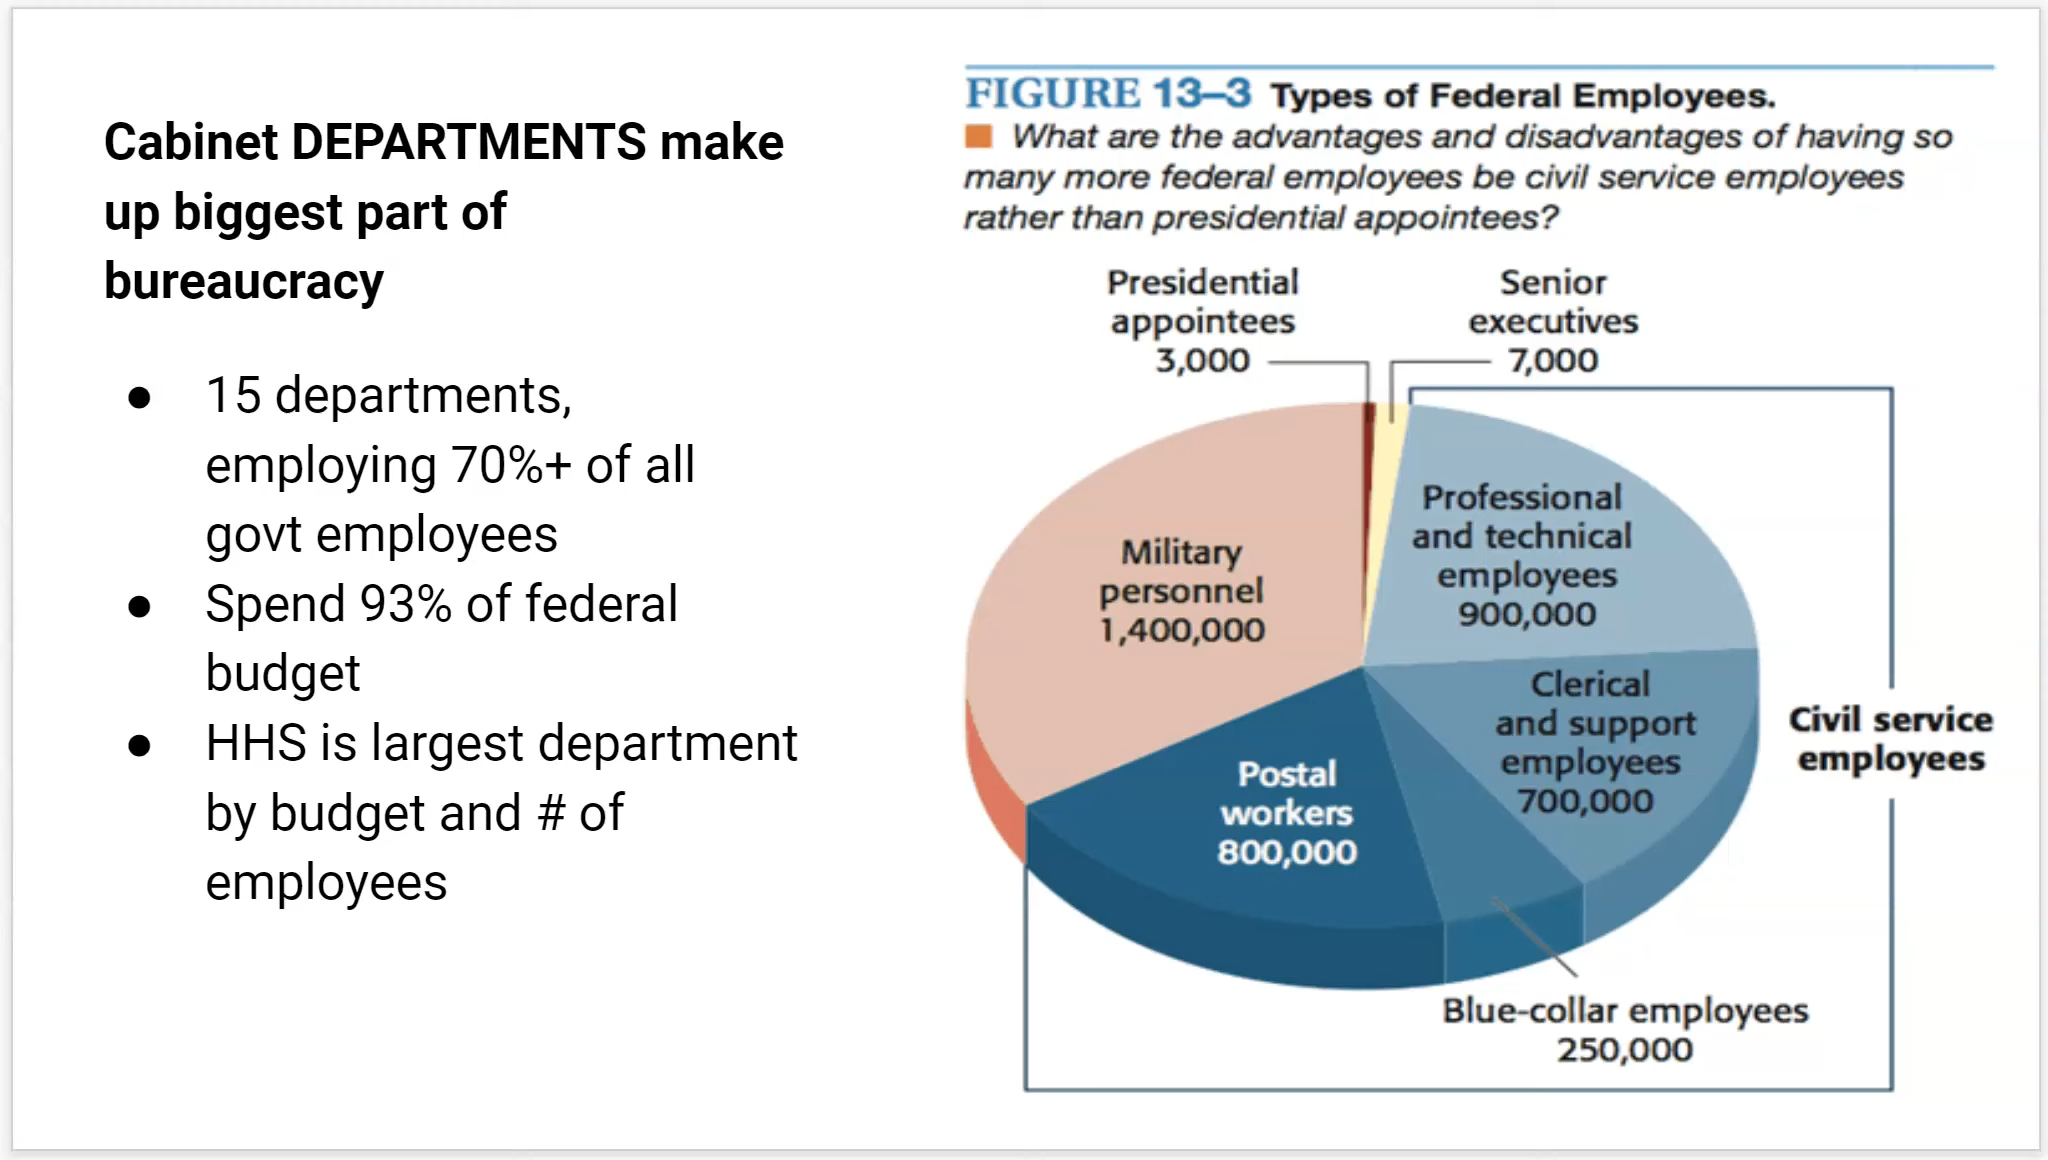 Cabinet DEPARTMENTS make
up biggest part of
bureaucracy
● 15 departments,
employing 70%+ of all
govt employees
● Spend 93% of federal
budget
● HHS is largest department
by budget and # of
employees
FIGURE 13–3 Types of Federal Employees.
■ What are the advantages and disadvantages of having so
many more federal employees be civil service employees
rather than presidential appointees?
Presidential
appointees
3,000
Senior
executives
7,000
Professional
and technical
employees
900,000
Military
personnel
1,400,000
Clerical
and support
employees
700,000
Civil service
employees
Postal
workers
800,000
Blue-collar employees
250,000